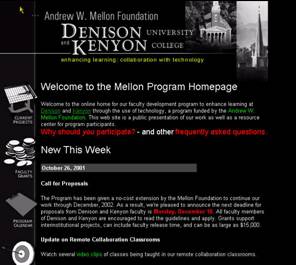 Andrew W. Mellon Foundation
DENISON UNIVERSITY
and KENYON COLLEGE
enhancing learning: collaboration with technology
Welcome to the Mellon Program Homepage
Welcome to the online home for our faculty development program to enhance learning at
Denison and Kenyon through the use of technology, a program funded by the Andrew W.
Mellon Foundation. This web site is a public presentation of our work as well as a resource
center for program participants.
Why should you participate? - and other frequently asked questions.
CURRENT
PROJECTS
New This Week
FACULTY
GRANTS
October 26, 2001
Call for Proposals
The Program has been given a no-cost extension by the Mellon Foundation to continue our
work through December, 2002. As a result, we're pleased to announce the next deadline for
proposals from Denison and Kenyon faculty is Monday, December 10. All faculty members
of Denison and Kenyon are encouraged to read the guidelines and apply. Grants support
interinstitutional projects, can include faculty release time, and can be as large as $15,000.
PROGRAM
CALENDAR
Update on Remote Collaboration Classrooms
Watch several video clips of classes being taught in our remote collaboration classrooms.